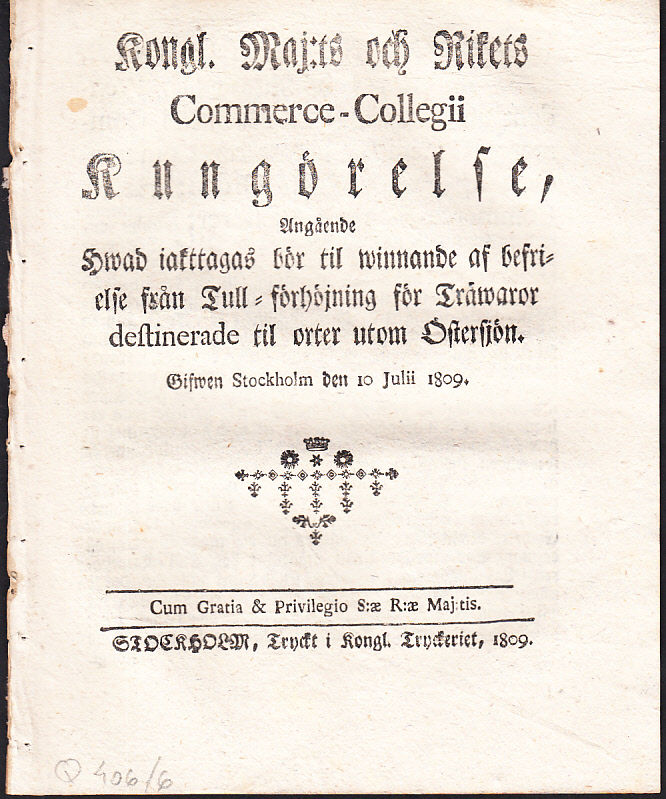 Kongl. Maj:ts och Rikets
Commerce-Collegii
Kungörelse,
Angående
Hwad iakttagas bör til winnande af befri-
else från Tull-förhöjning för Träwaror
destinerade til orter utom Östersjön.
Gifwen Stockholm den 10 Julii 1809.
Cum Gratia & Privilegio S:æ R:æ Maj:tis.
STOCKHOLM, Tryckt i Kongl. Tryckeriet, 1809.
Q 406/6